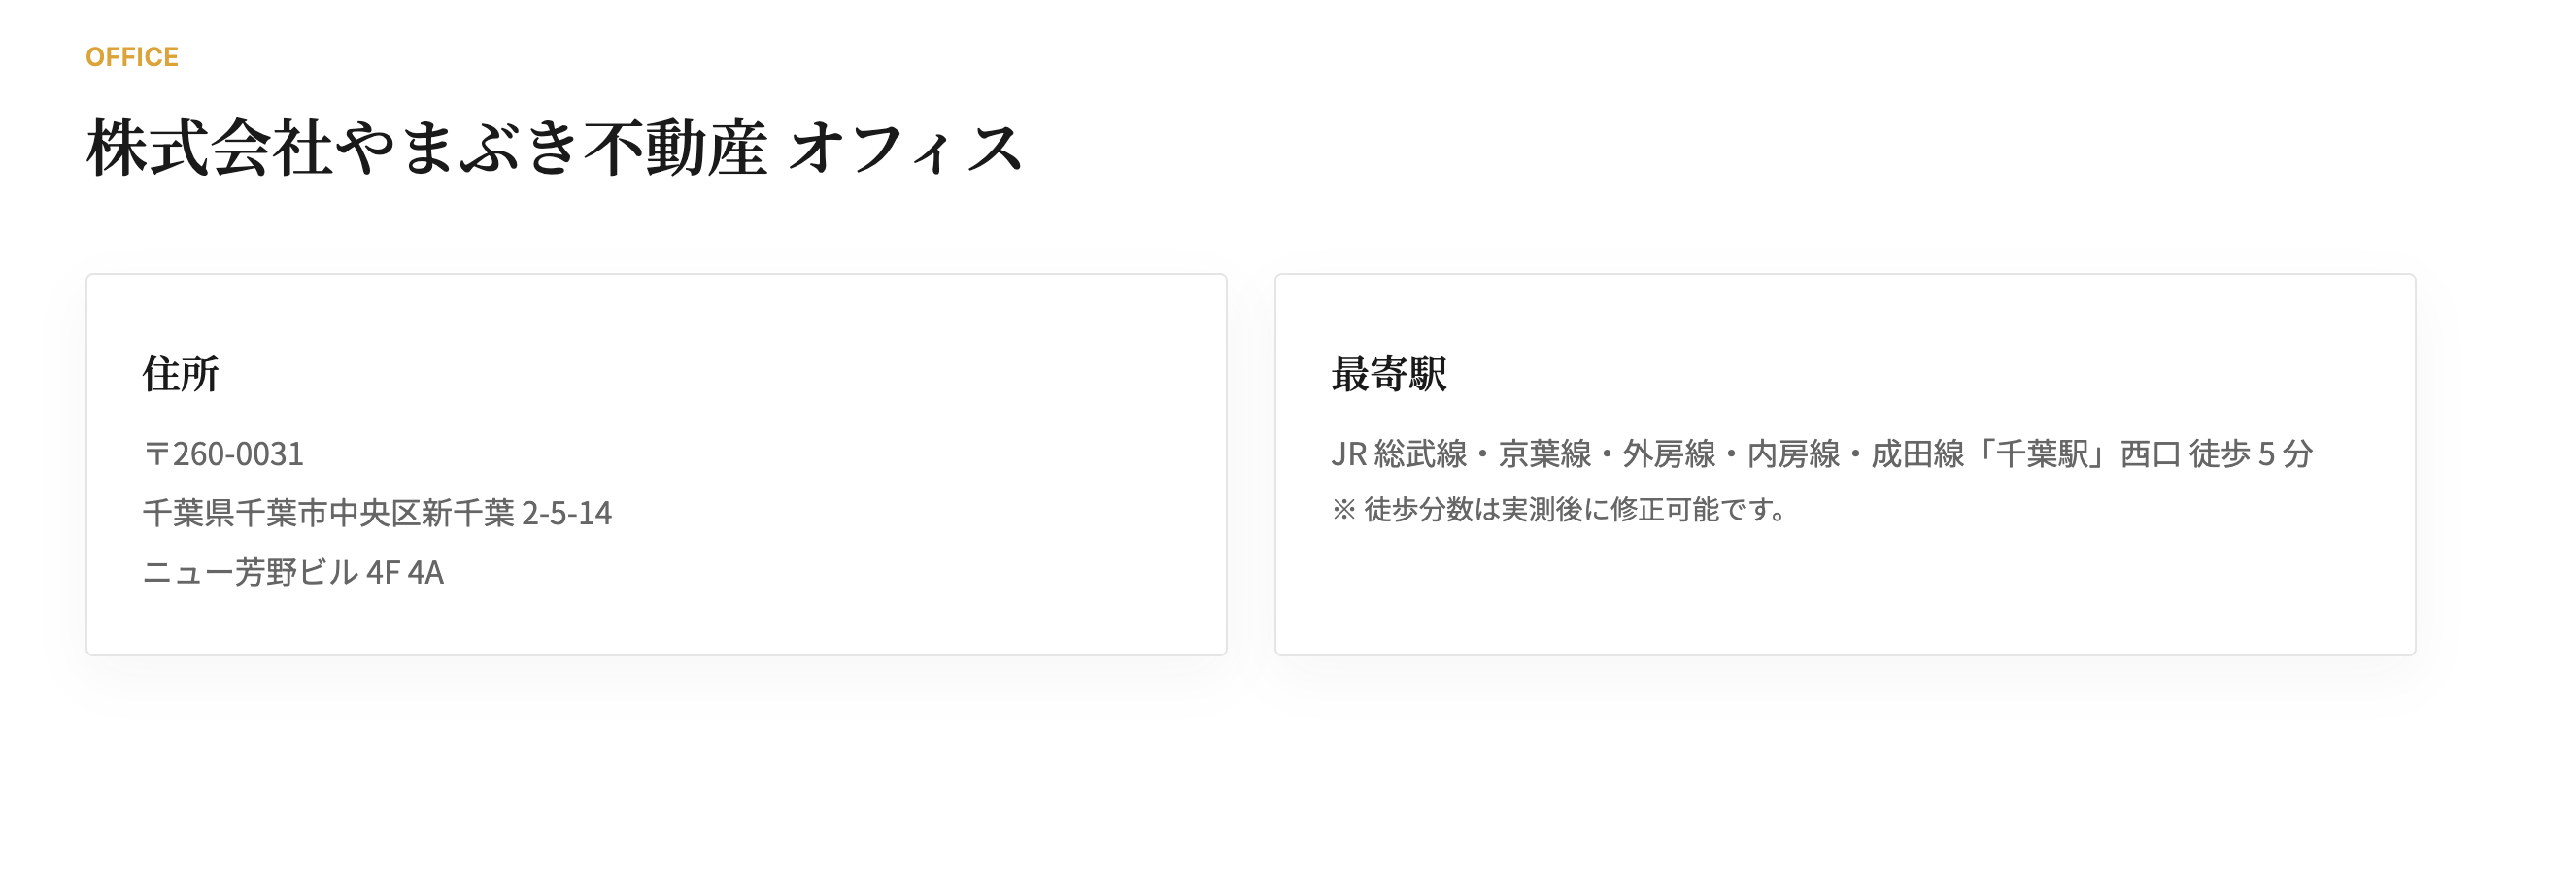 OFFICE
株式会社やまぶき不動産 オフィス
住所
〒260-0031
千葉県千葉市中央区新千葉 2-5-14
ニュー芳野ビル 4F 4A
最寄駅
JR 総武線・京葉線・外房線・内房線・成田線「千葉駅」西口 徒歩 5 分
※ 徒歩分数は実測後に修正可能です。